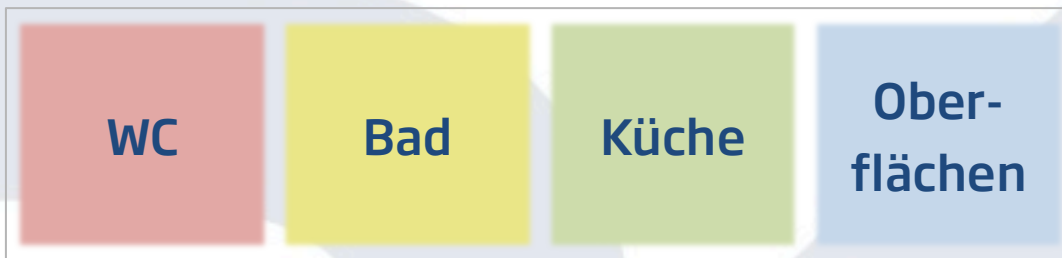 WC
Bad
Küche
Ober-
flächen